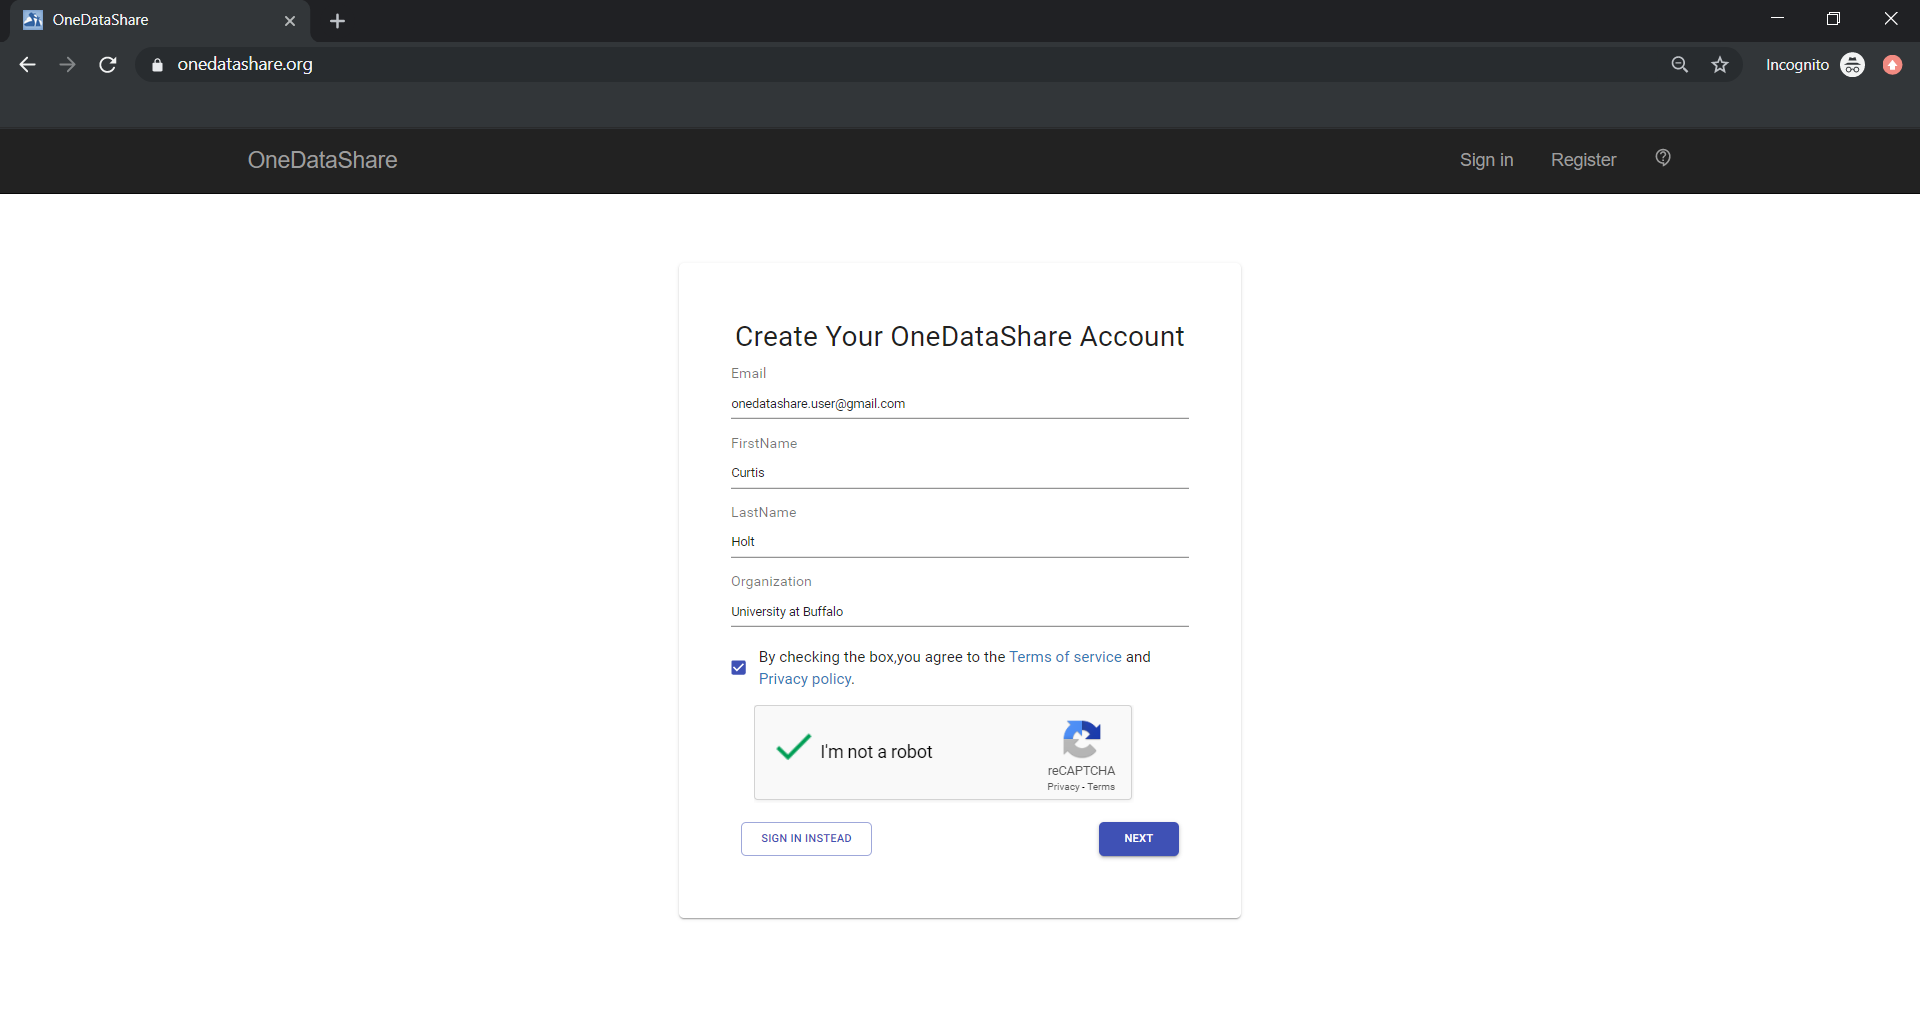 OneDataShare
onedatashare.org
Incognito
OneDataShare
Sign in
Register
Create Your OneDataShare Account
Email
onedatashare.user@gmail.com
FirstName
Curtis
LastName
Holt
Organization
University at Buffalo
By checking the box,you agree to the Terms of service and
Privacy policy.
I'm not a robot
reCAPTCHA
Privacy - Terms
SIGN IN INSTEAD
NEXT